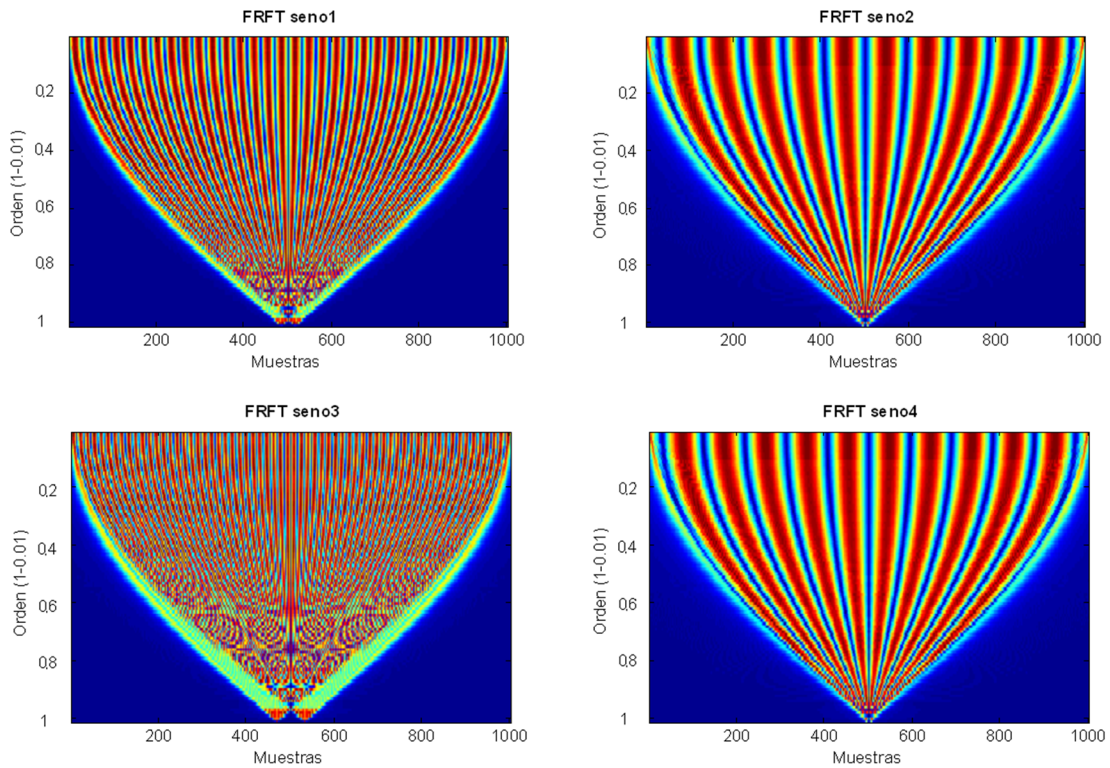 FRFT seno1
Orden (1-0.01)
0,2
0,4
0,6
0,8
1
200 400 600 800 1000
Muestras
FRFT seno2
Orden (1-0.01)
0,2
0,4
0,6
0,8
1
200 400 600 800 1000
Muestras
FRFT seno3
Orden (1-0.01)
0,2
0,4
0,6
0,8
1
200 400 600 800 1000
Muestras
FRFT seno4
Orden (1-0.01)
0,2
0,4
0,6
0,8
1
200 400 600 800 1000
Muestras